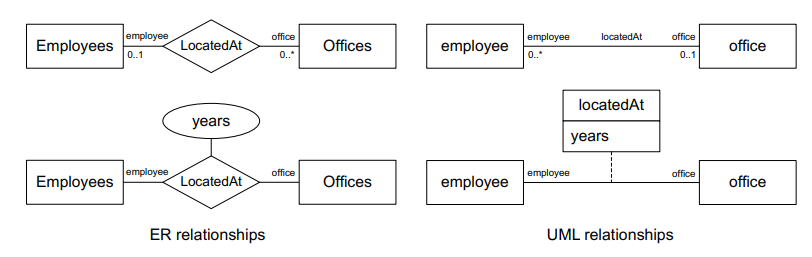 Employees employee LocatedAt office Offices
0..1 0..*
employee employee locatedAt office office
0..* 0..1
years
Employees employee LocatedAt office Offices
locatedAt
years
employee employee office office
ER relationships
UML relationships